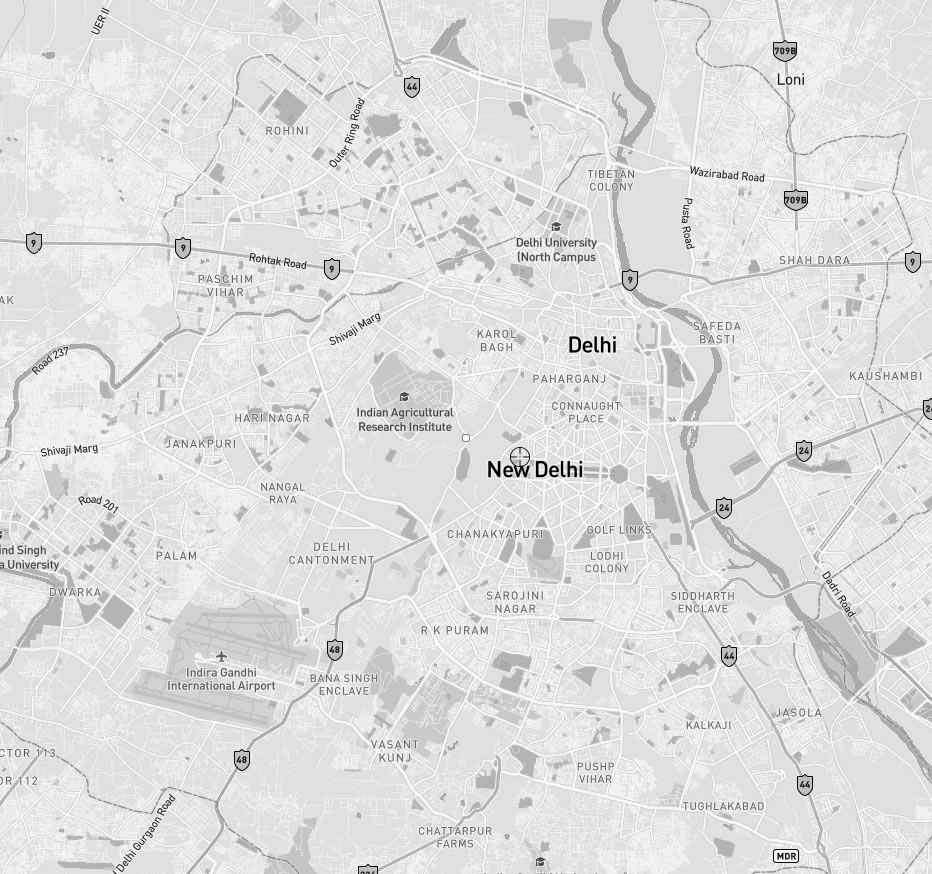 UER II
709B
Loni
44
ROHINI
Outer Ring Road
TIBETAN
COLONY
Wazirabad Road
709B
Pusta Road
Delhi University
(North Campus
9
9
Rohtak Road
9
9
SHAH DARA
9
PASCHIM
VIHAR
AK
Shivaji Marg
KAROL
BAGH
Delhi
SAFEDA
BASTI
Road 237
PAHARGANJ
KAUSHAMBI
Indian Agricultural
Research Institute
CONNAUGHT
PLACE
HARI NAGAR
JANAKPURI
Shivaji Marg
24
New Delhi
NANGAL
RAYA
Road 201
24
ind Singh
a University
PALAM
DELHI
CANTONMENT
CHANAKYAPURI
GOLF LINKS
LODHI
COLONY
DWARKA
SAROJINI
NAGAR
SIDDHARTH
ENCLAVE
Dadri Road
R K PURAM
48
44
Indira Gandhi
International Airport
BANA SINGH
ENCLAVE
JASOLA
KALKAJI
VASANT
KUNJ
CTOR 113
48
OR 112
PUSHP
VIHAR
44
TUGHLAKABAD
Delhi Gurgaon Road
CHATTARPUR
FARMS
MDR